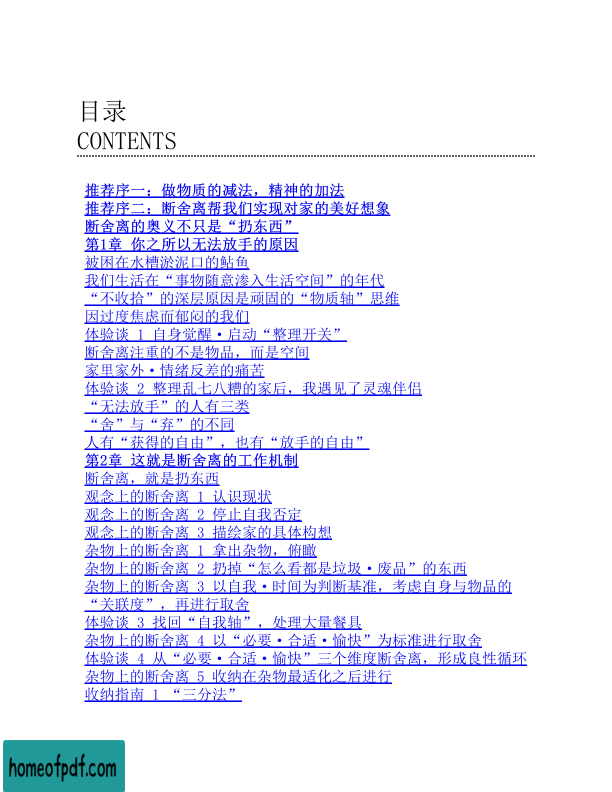 目录
CONTENTS
推荐序一：做物质的减法，精神的加法
推荐序二：断舍离帮我们实现对家的美好想象
断舍离的奥义不只是“扔东西”
第1章 你之所以无法放手的原因
被困在水槽淤泥口的鲇鱼
我们生活在“事物随意渗入生活空间”的年代
“不收拾”的深层原因是顽固的“物质轴”思维
因过度焦虑而郁闷的我们
体验谈 1 自身觉醒·启动“整理开关”
断舍离注重的不是物品，而是空间
家里家外·情绪反差的痛苦
体验谈 2 整理乱七八糟的家后，我遇见了灵魂伴侣
“无法放手”的人有三类
“舍”与“弃”的不同
人有“获得的自由”，也有“放手的自由”
第2章 这就是断舍离的工作机制
断舍离，就是扔东西
观念上的断舍离 1 认识现状
观念上的断舍离 2 停止自我否定
观念上的断舍离 3 描绘家的具体构想
杂物上的断舍离 1 拿出杂物，俯瞰
杂物上的断舍离 2 扔掉“怎么看都是垃圾·废品”的东西
杂物上的断舍离 3 以自我·时间为判断基准，考虑自身与物品的
“关联度”，再进行取舍
体验谈 3 找回“自我轴”，处理大量餐具
杂物上的断舍离 4 以“必要·合适·愉快”为标准进行取舍
体验谈 4 从“必要·合适·愉快”三个维度断舍离，形成良性循环
杂物上的断舍离 5 收纳在杂物最适化之后进行
收纳指南 1 “三分法”
homeofpdf.com